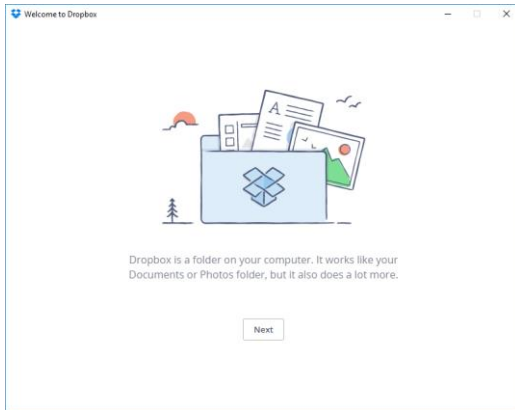 Welcome to Dropbox
A
Dropbox is a folder on your computer. It works like your
Documents or Photos folder, but it also does a lot more.
Next